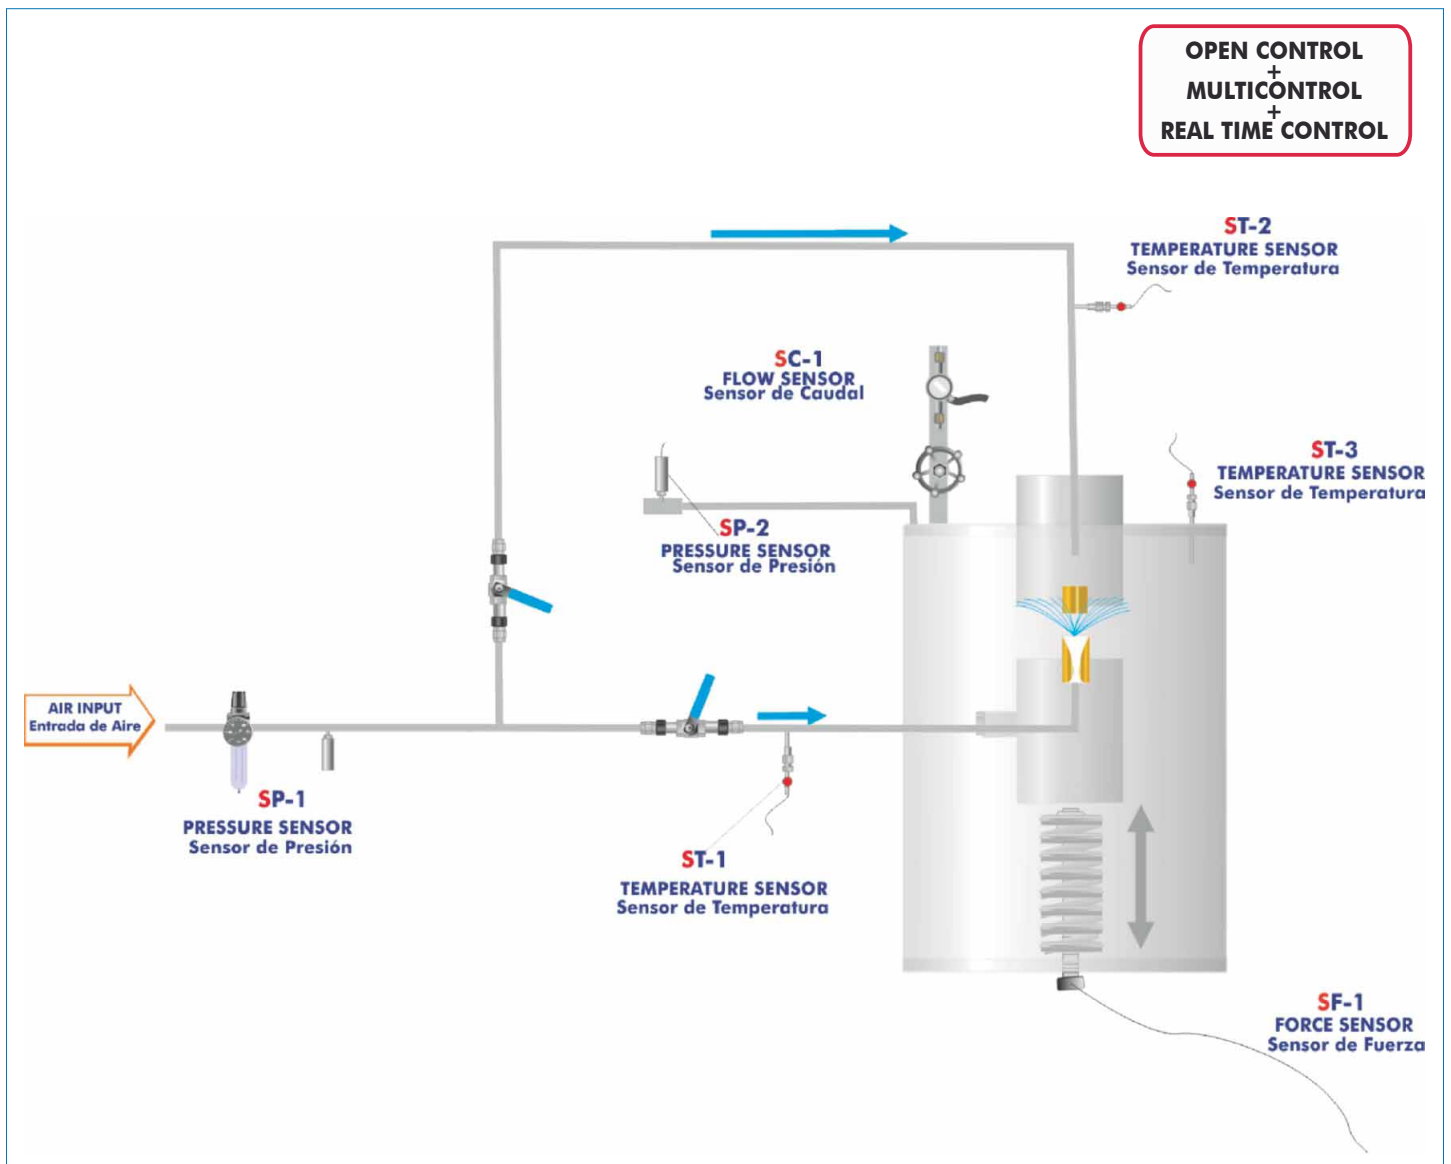 OPEN CONTROL
+
MULTICONTROL
+
REAL TIME CONTROL
ST-2
TEMPERATURE SENSOR
Sensor de Temperatura
SC-1
FLOW SENSOR
Sensor de Caudal
ST-3
TEMPERATURE SENSOR
Sensor de Temperatura
SP-2
PRESSURE SENSOR
Sensor de Presión
AIR INPUT
Entrada de Aire
SP-1
PRESSURE SENSOR
Sensor de Presión
ST-1
TEMPERATURE SENSOR
Sensor de Temperatura
SF-1
FORCE SENSOR
Sensor de Fuerza